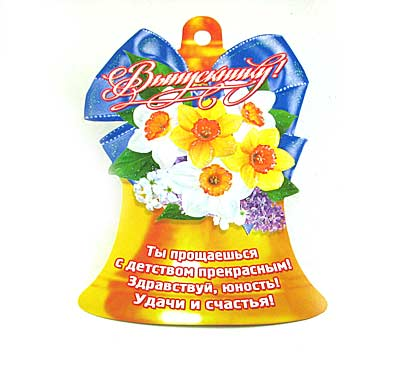 Выпускнику!
Ты прощаешься
с детством прекрасным!
Здравствуй, юность!
Удачи и счастья!